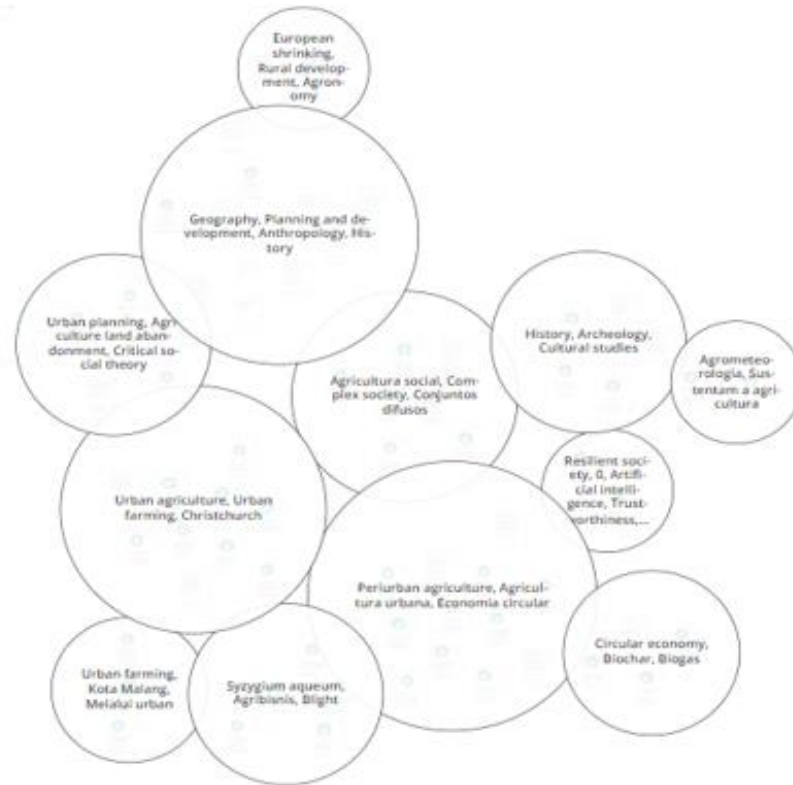 European
shrinking,
Rural develop-
ment, Agron-
omy
Geography, Planning and de-
velopment, Anthropology, His-
tory
Urban planning, Agri-
culture land aban-
donment, Critical so-
cial theory
Agricultura social, Com-
plex society, Conjuntos
difusos
History, Archeology,
Cultural studies
Agrometeo-
rologia, Sus-
tentam a agri-
cultura
Resilient soci-
ety, 0, Artifi-
cial intelli-
gence, Trust-
worthiness,...
Urban agriculture, Urban
farming, Christchurch
Periurban agriculture, Agricul-
tura urbana, Economia circular
Circular economy,
Biochar, Biogas
Urban farming,
Kota Malang,
Melalui urban
Syzygium aqueum,
Agribisnis, Blight